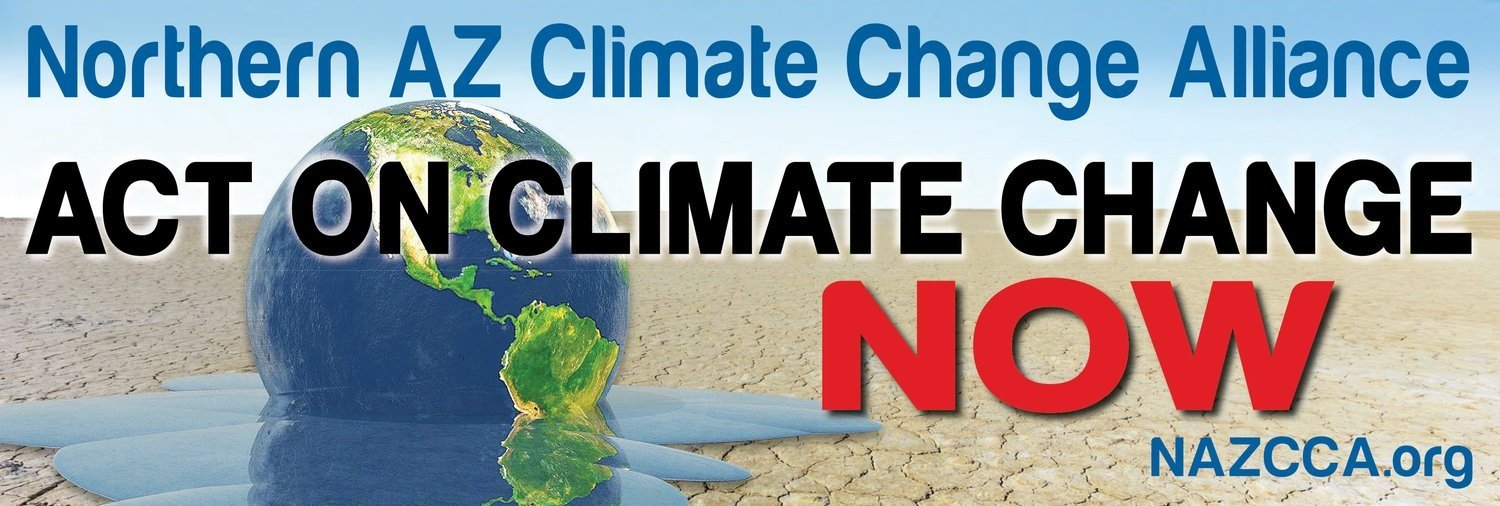 Northern AZ Climate Change Alliance
ACT ON CLIMATE CHANGE
NOW
NAZCCA.org